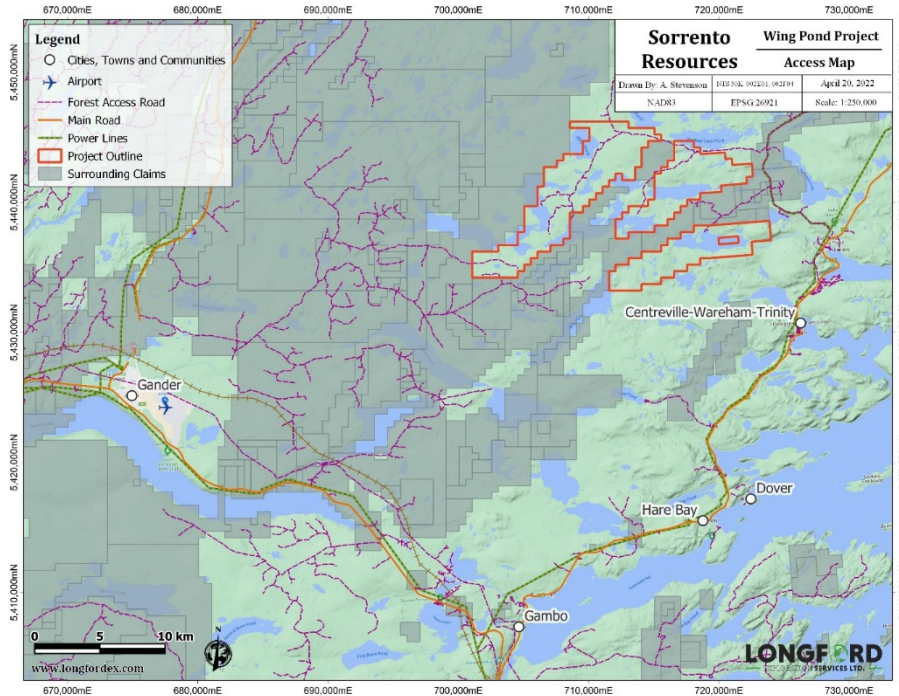 670,000mE 680,000mE 690,000mE 700,000mE 710,000mE 720,000mE 730,000mE
Legend
Cities, Towns and Communities
Airport
Forest Access Road
Main Road
Power Lines
Project Outline
Surrounding Claims
Sorrento
Resources
Wing Pond Project
Access Map
Drawn By: A. Stevenson
April 20, 2022
NAD83
EPSG:26921
Scale: 1:250,000
5,450,000mN
5,440,000mN
5,430,000mN
5,420,000mN
5,410,000mN
Centreville-Wareham-Trinity
Gander
Dover
Hare Bay
Gambo
0 5 10 km
N
www.longfordex.com
LONGFORD
SERVICES LTD.
670,000mE 680,000mE 690,000mE 700,000mE 710,000mE 720,000mE 730,000mE